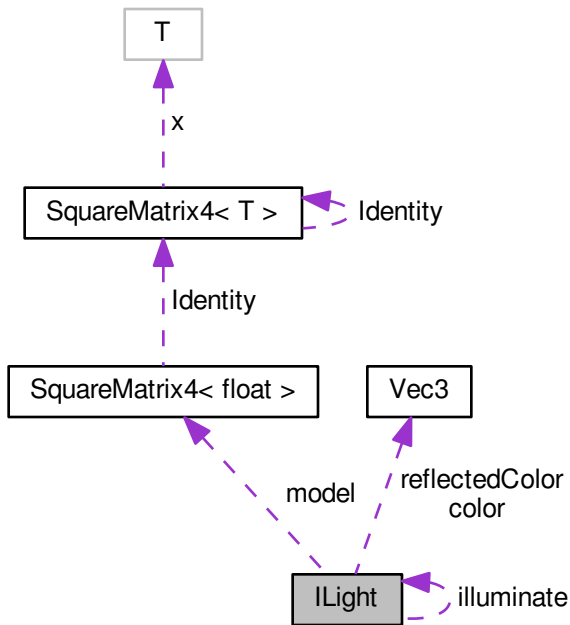 T
x
SquareMatrix4< T >
Identity
Identity
SquareMatrix4< float >
Vec3
model
reflectedColor
color
ILight
illuminate